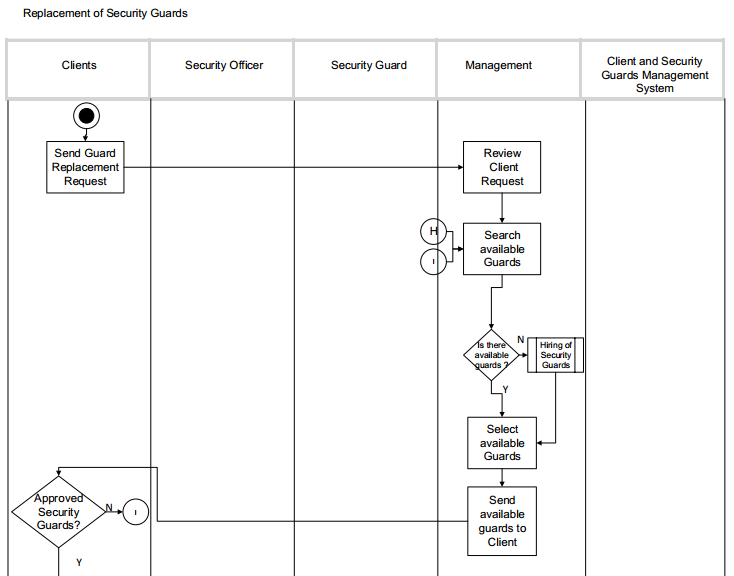 Replacement of Security Guards
Clients
Security Officer
Security Guard
Management
Client and Security
Guards Management
System
Send Guard
Replacement
Request
Review
Client
Request
H
Search
available
Guards
I
Is there
available
guards ?
N
Hiring of
Security
Guards
Y
Select
available
Guards
Send
available
guards to
Client
Approved
Security
Guards?
N
I
Y